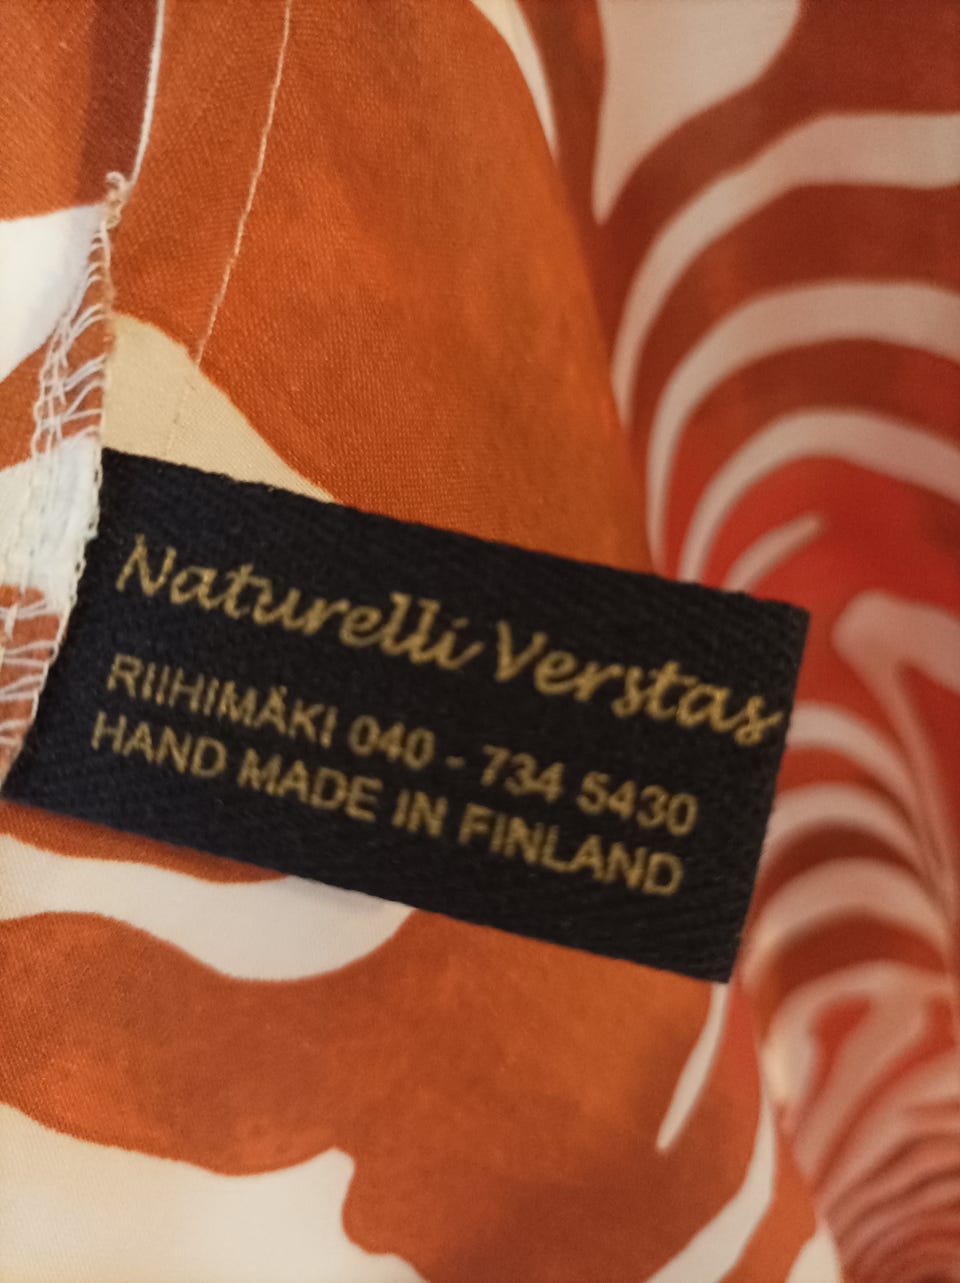 Naturelli Verstas
RIIHIMÄKI 040 - 734 5430
HAND MADE IN FINLAND